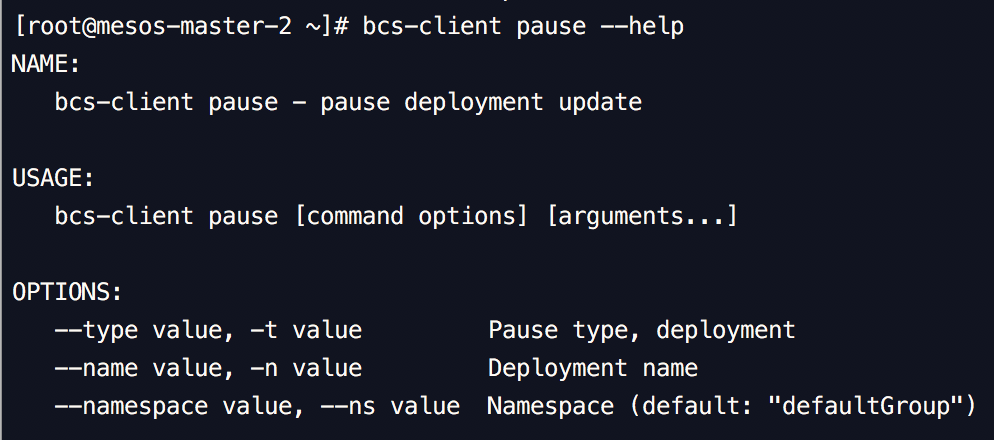 [root@mesos-master-2 ~]# bcs-client pause --help
NAME:
bcs-client pause - pause deployment update
USAGE:
bcs-client pause [command options] [arguments...]
OPTIONS:
--type value, -t value Pause type, deployment
--name value, -n value Deployment name
--namespace value, --ns value Namespace (default: "defaultGroup")